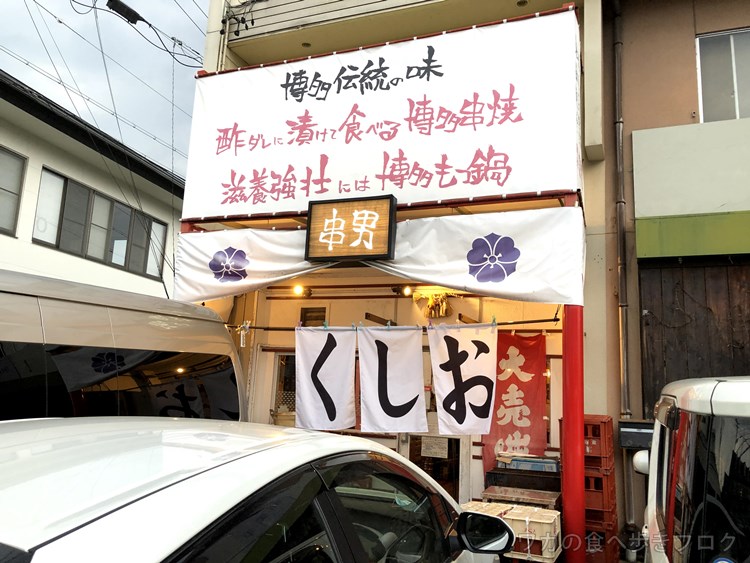 博多伝統の味
酢ダレに漬けて食べる博多串焼
滋養強壮には博多もつ鍋
串男
くしお
大売出
ワカの食べ歩きブログ